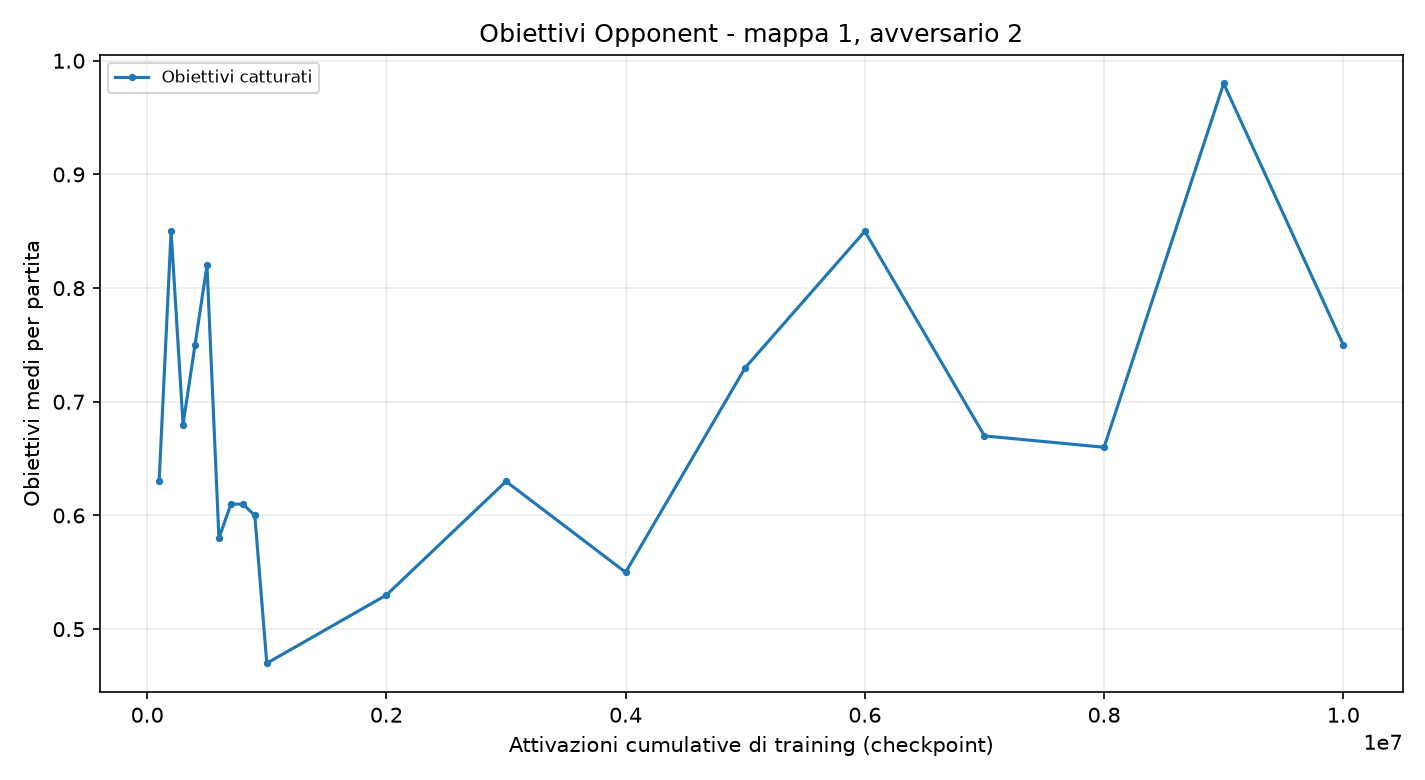 Obiettivi Opponent - mappa 1, avversario 2
Obiettivi catturati
Obiettivi medi per partita
1.0
0.9
0.8
0.7
0.6
0.5
0.0 0.2 0.4 0.6 0.8 1.0
1e7
Attivazioni cumulative di training (checkpoint)